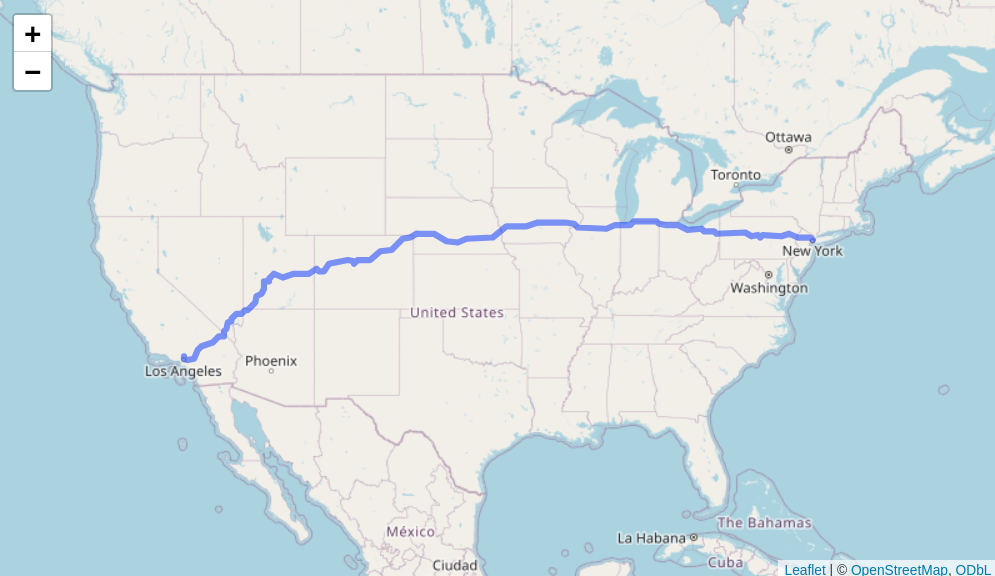 +
−
Ottawa
Toronto
New York
Washington
United States
Phoenix
Los Angeles
The Bahamas
México
La Habana
Cuba
Ciudad
Leaflet | © OpenStreetMap, ODbL